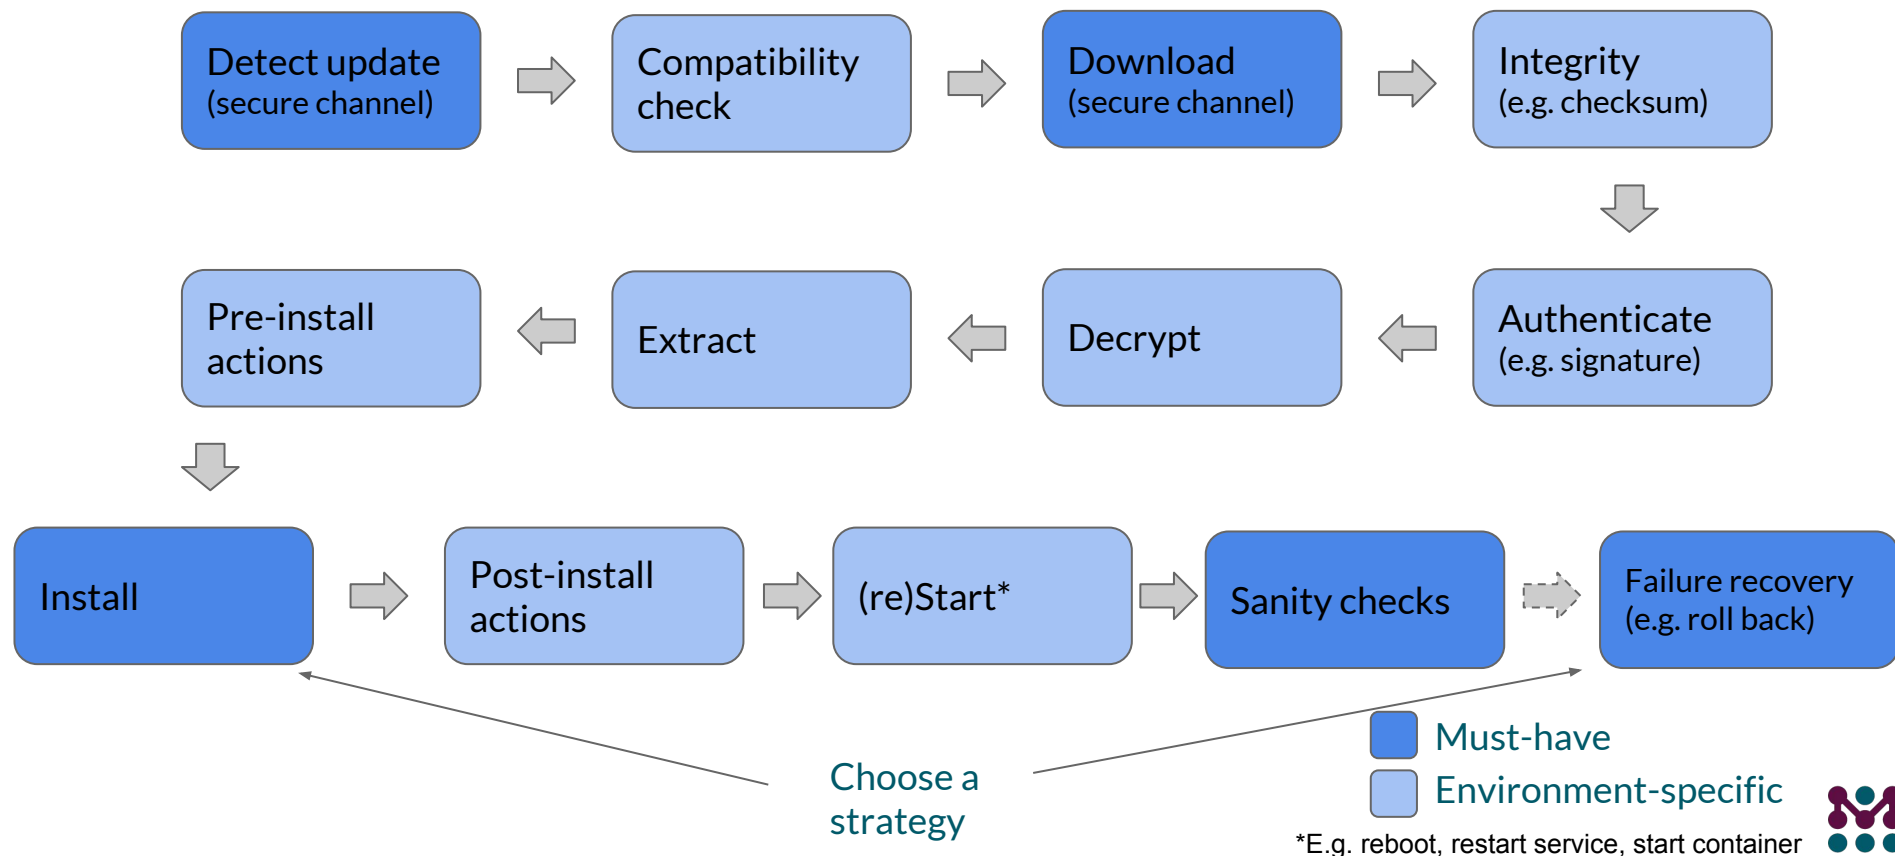 Detect update
(secure channel)
Compatibility
check
Download
(secure channel)
Integrity
(e.g. checksum)
Pre-install
actions
Extract
Decrypt
Authenticate
(e.g. signature)
Install
Post-install
actions
(re)Start*
Sanity checks
Failure recovery
(e.g. roll back)
Choose a
strategy
Must-have
Environment-specific
*E.g. reboot, restart service, start container